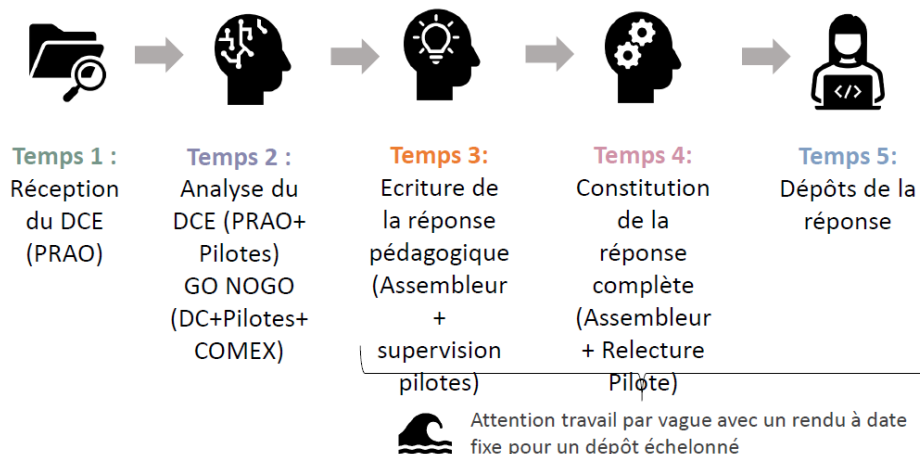 Temps 1 :
Réception
du DCE
(PRAO)
Temps 2 :
Analyse du
DCE (PRAO+
Pilotes)
GO NOGO
(DC+Pilotes+
COMEX)
Temps 3:
Ecriture de
la réponse
pédagogique
(Assembleur
+
supervision
pilotes)
Temps 4:
Constitution
de la
réponse
complète
(Assembleur
+ Relecture
Pilote)
Temps 5:
Dépôts de la
réponse
</>
Attention travail par vague avec un rendu à date
fixe pour un dépôt échelonné